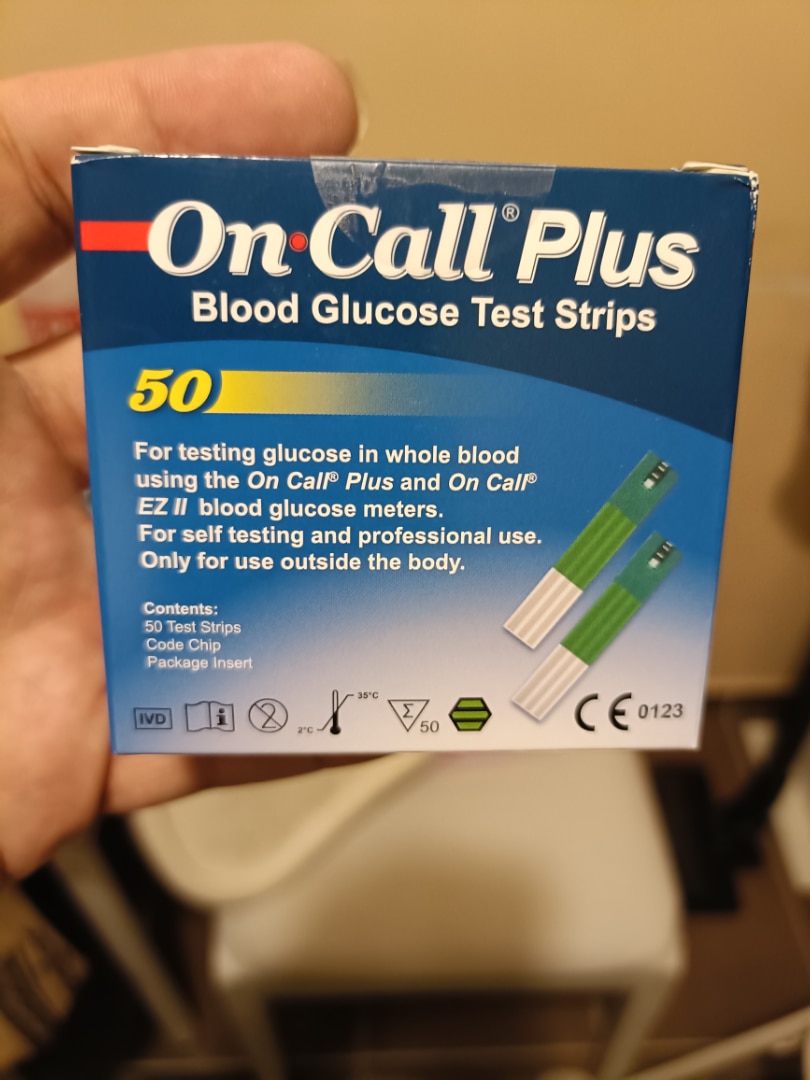 On·Call® Plus
Blood Glucose Test Strips
50
For testing glucose in whole blood
using the On Call® Plus and On Call®
EZ II blood glucose meters.
For self testing and professional use.
Only for use outside the body.
Contents:
50 Test Strips
Code Chip
Package Insert
IVD i 2 2°C 35°C Σ 50 CE 0123